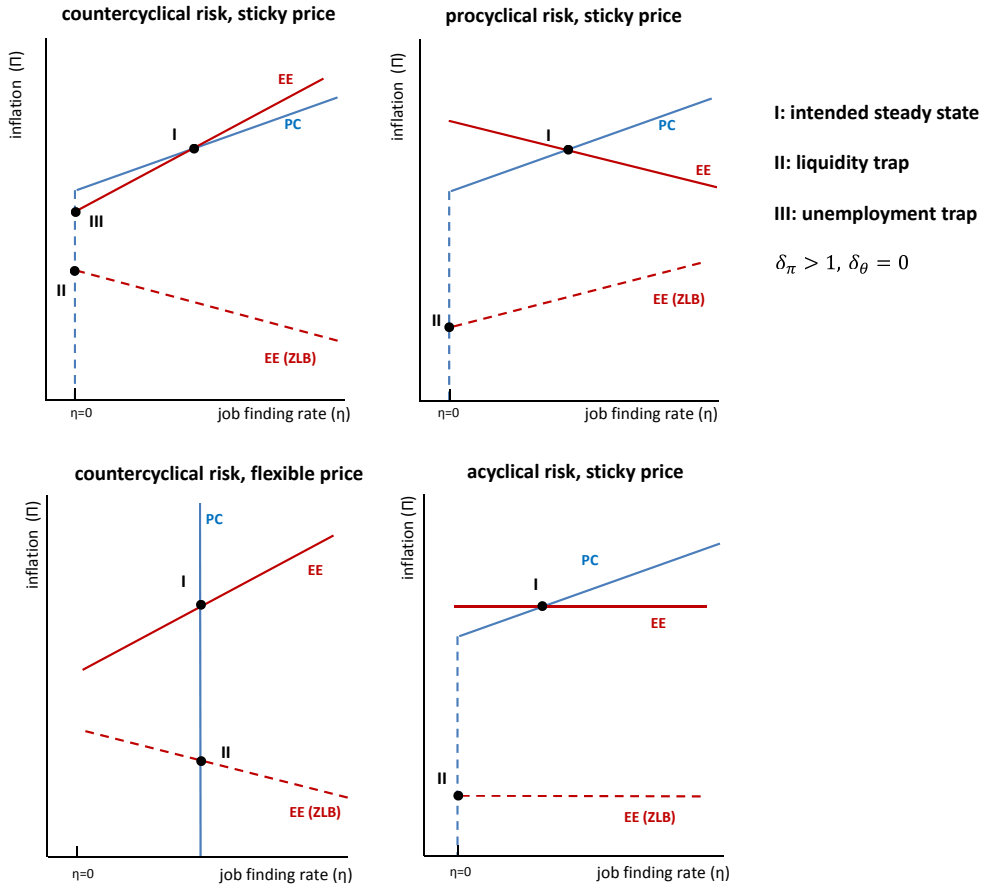 countercyclical risk, sticky price
inflation (Π)
EE
PC
I
III
II
EE (ZLB)
η=0
job finding rate (η)
procyclical risk, sticky price
inflation (Π)
I
PC
EE
II
EE (ZLB)
η=0
job finding rate (η)
I: intended steady state
II: liquidity trap
III: unemployment trap
δπ > 1, δθ = 0
countercyclical risk, flexible price
inflation (Π)
PC
I
EE
II
EE (ZLB)
η=0
job finding rate (η)
acyclical risk, sticky price
inflation (Π)
PC
I
EE
II
EE (ZLB)
η=0
job finding rate (η)